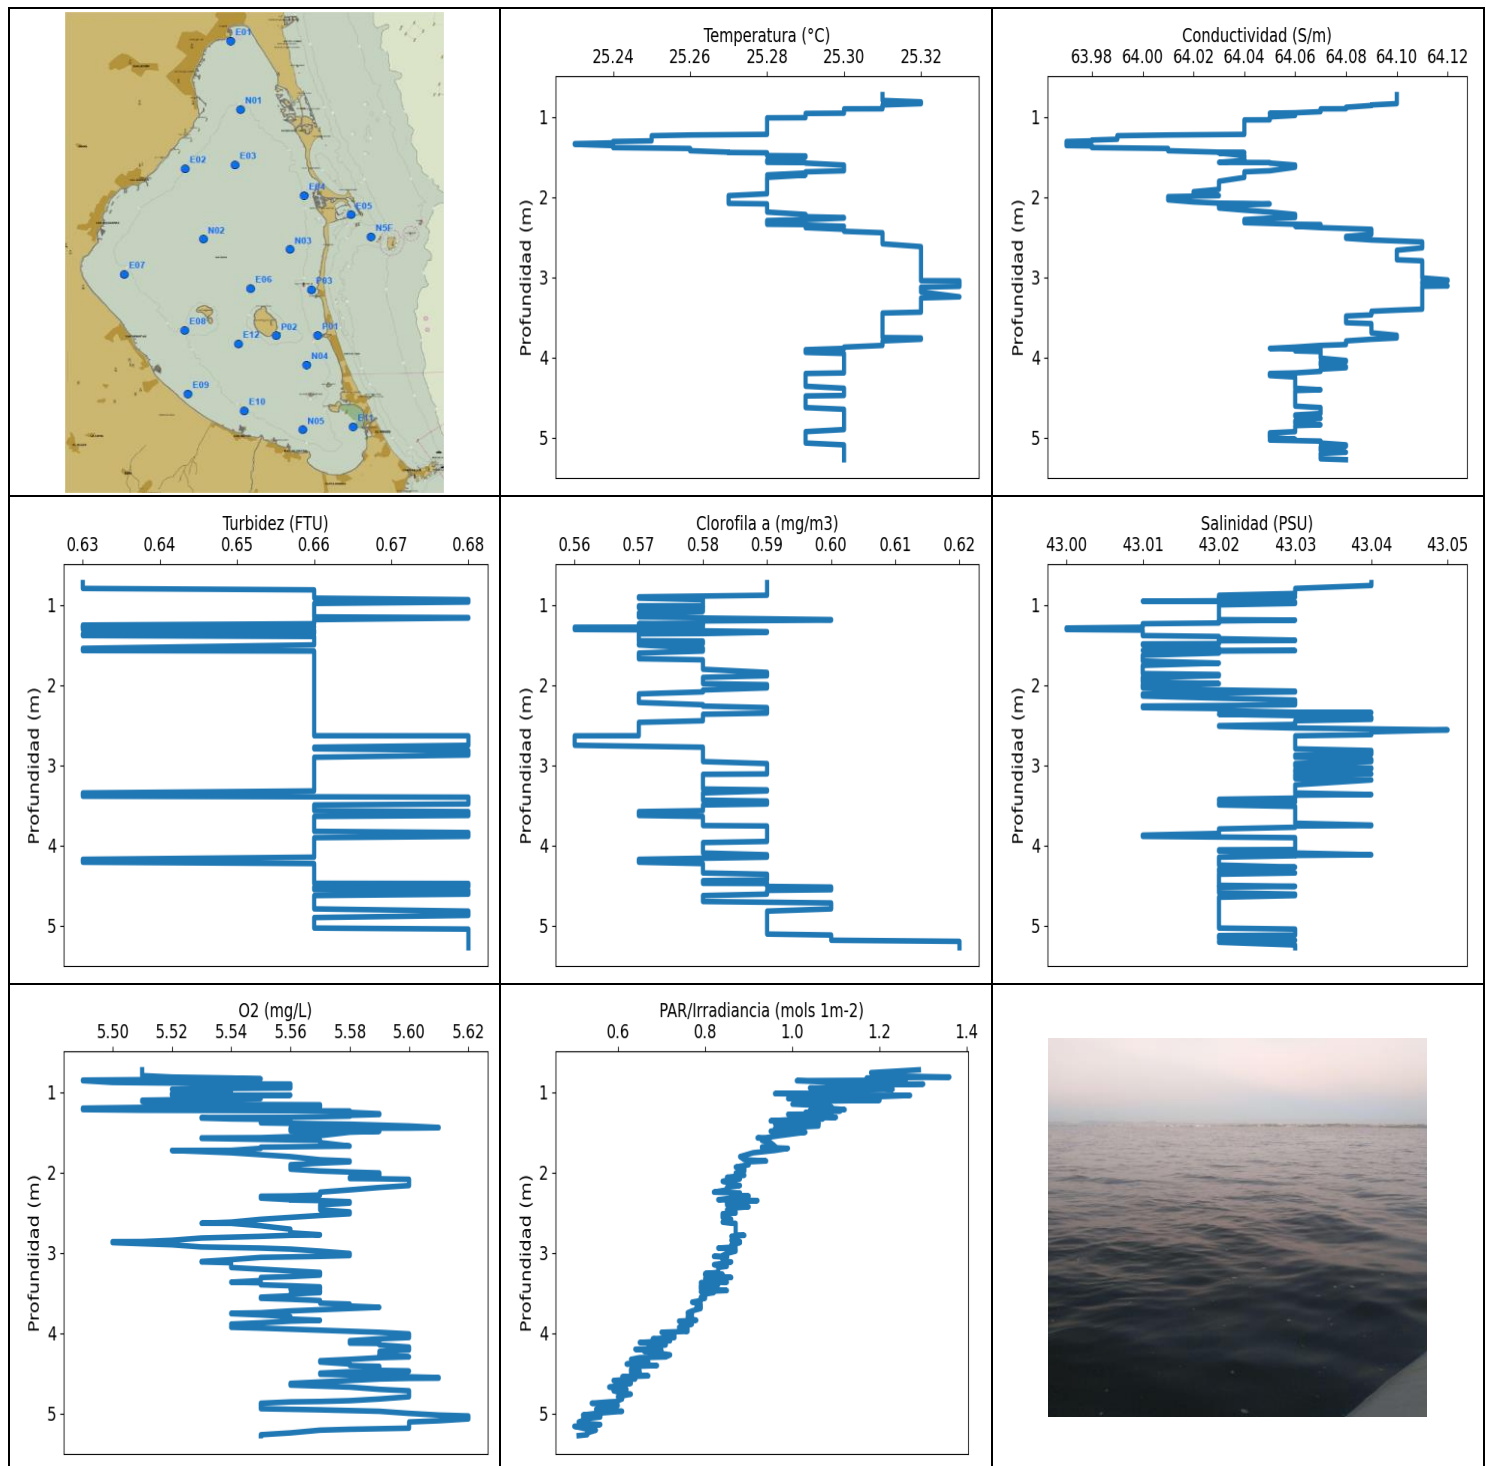 E01
N01
E02
E03
E04
E05
N5F
N02
N03
E07
E06
P03
E08
P02
P01
E12
N04
E09
E10
N05
E11
Temperatura (°C)
25.24 25.26 25.28 25.30 25.32
Profundidad (m)
1
2
3
4
5
Conductividad (S/m)
63.98 64.00 64.02 64.04 64.06 64.08 64.10 64.12
Profundidad (m)
1
2
3
4
5
Turbidez (FTU)
0.63 0.64 0.65 0.66 0.67 0.68
Profundidad (m)
1
2
3
4
5
Clorofila a (mg/m3)
0.56 0.57 0.58 0.59 0.60 0.61 0.62
Profundidad (m)
1
2
3
4
5
Salinidad (PSU)
43.00 43.01 43.02 43.03 43.04 43.05
Profundidad (m)
1
2
3
4
5
O2 (mg/L)
5.50 5.52 5.54 5.56 5.58 5.60 5.62
Profundidad (m)
1
2
3
4
5
PAR/Irradiancia (mols 1m-2)
0.6 0.8 1.0 1.2 1.4
Profundidad (m)
1
2
3
4
5